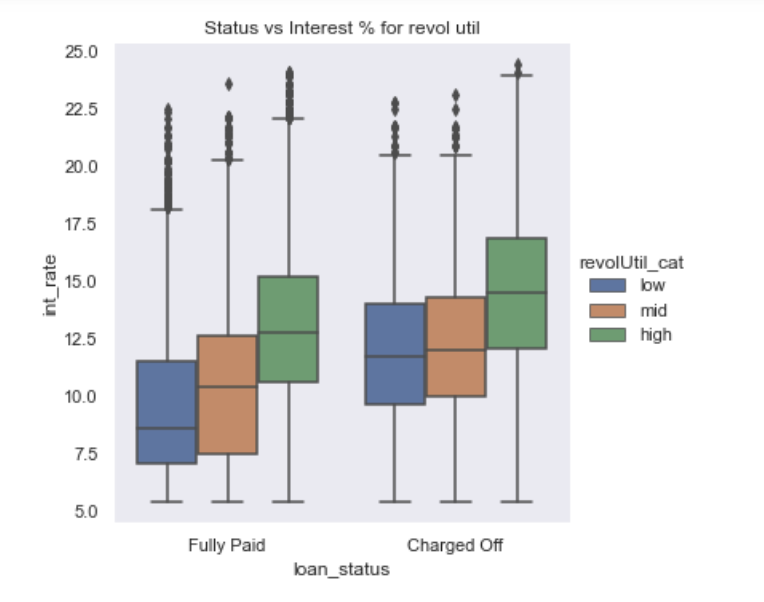 Status vs Interest % for revol util
25.0
22.5
20.0
17.5
15.0
12.5
10.0
7.5
5.0
int_rate
Fully Paid
Charged Off
loan_status
revolUtil_cat
low
mid
high